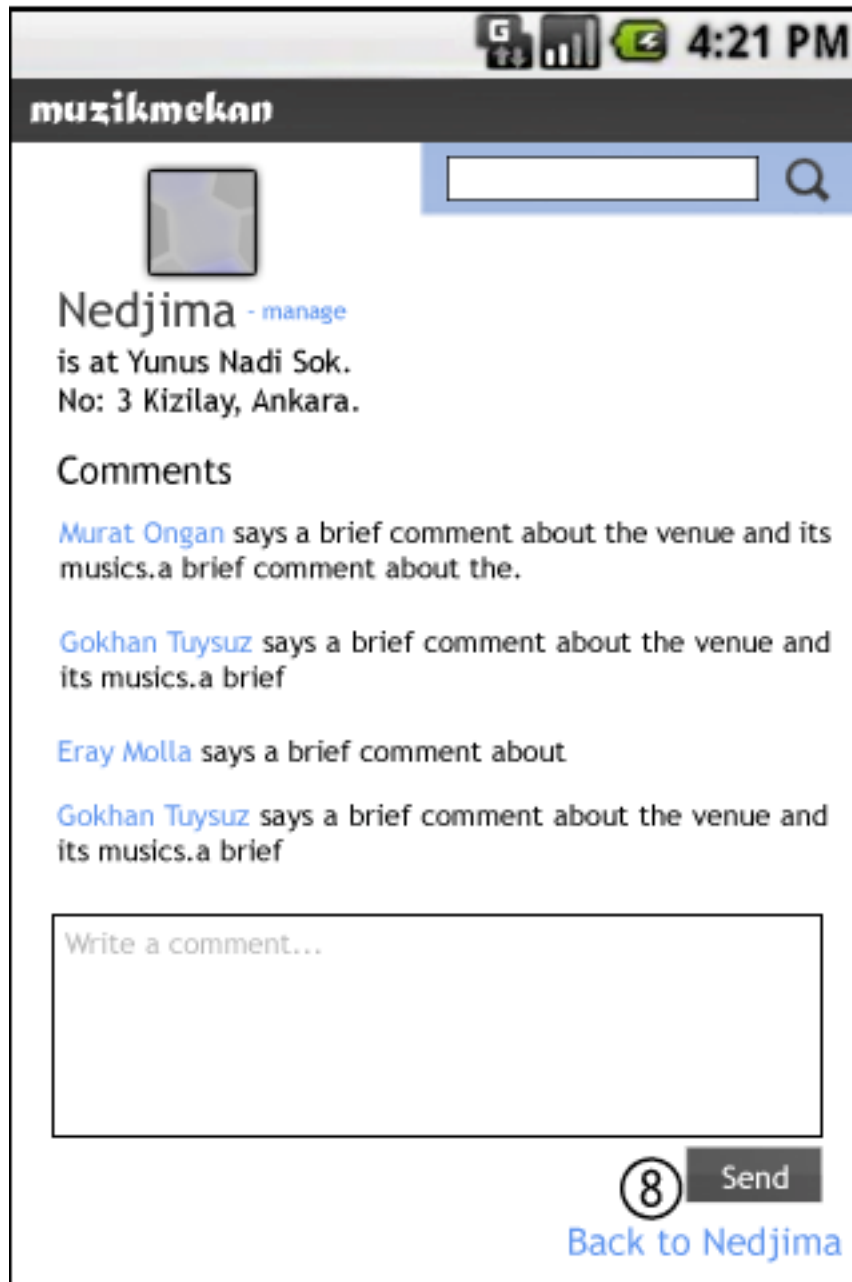 G
4:21 PM
muzikmekan
Nedjima - manage
is at Yunus Nadi Sok.
No: 3 Kizilay, Ankara.
Comments
Murat Ongan says a brief comment about the venue and its
musics.a brief comment about the.
Gokhan Tuysuz says a brief comment about the venue and
its musics.a brief
Eray Molla says a brief comment about
Gokhan Tuysuz says a brief comment about the venue and
its musics.a brief
Write a comment...
8 Send
Back to Nedjima